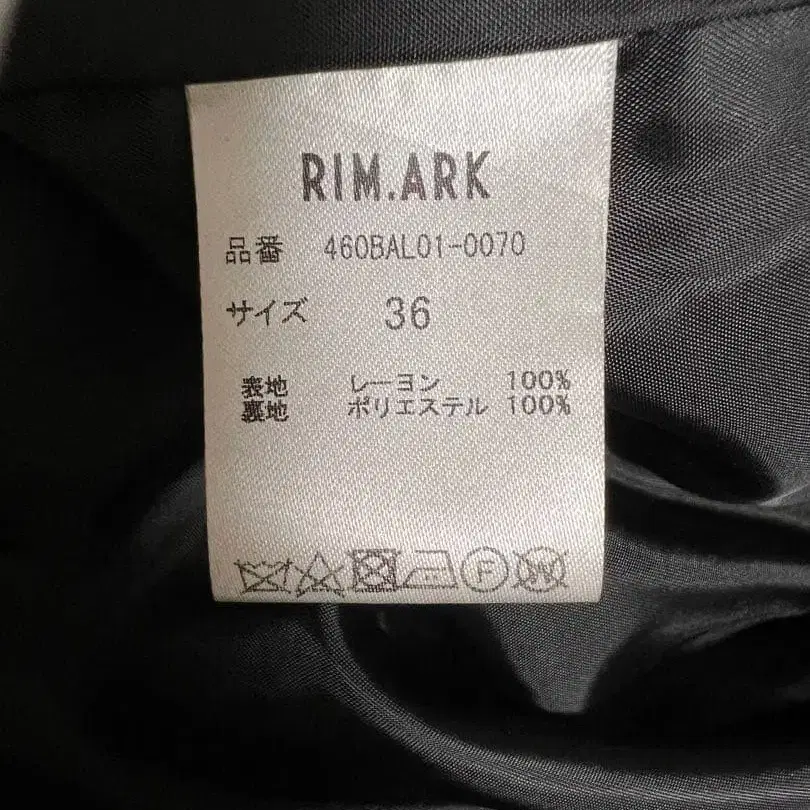 RIM.ARK
品番 460BAL01-0070
サイズ 36
表地 レーヨン 100%
裏地 ポリエステル 100%
F W